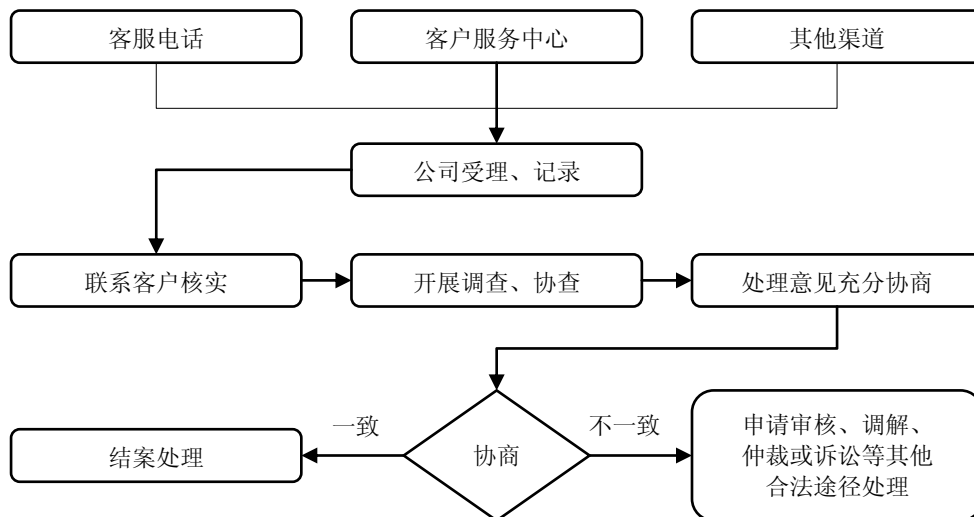 客服电话
客户服务中心
其他渠道
公司受理、记录
联系客户核实
开展调查、协查
处理意见充分协商
一致
不一致
结案处理
协商
申请审核、调解、
仲裁或诉讼等其他
合法途径处理